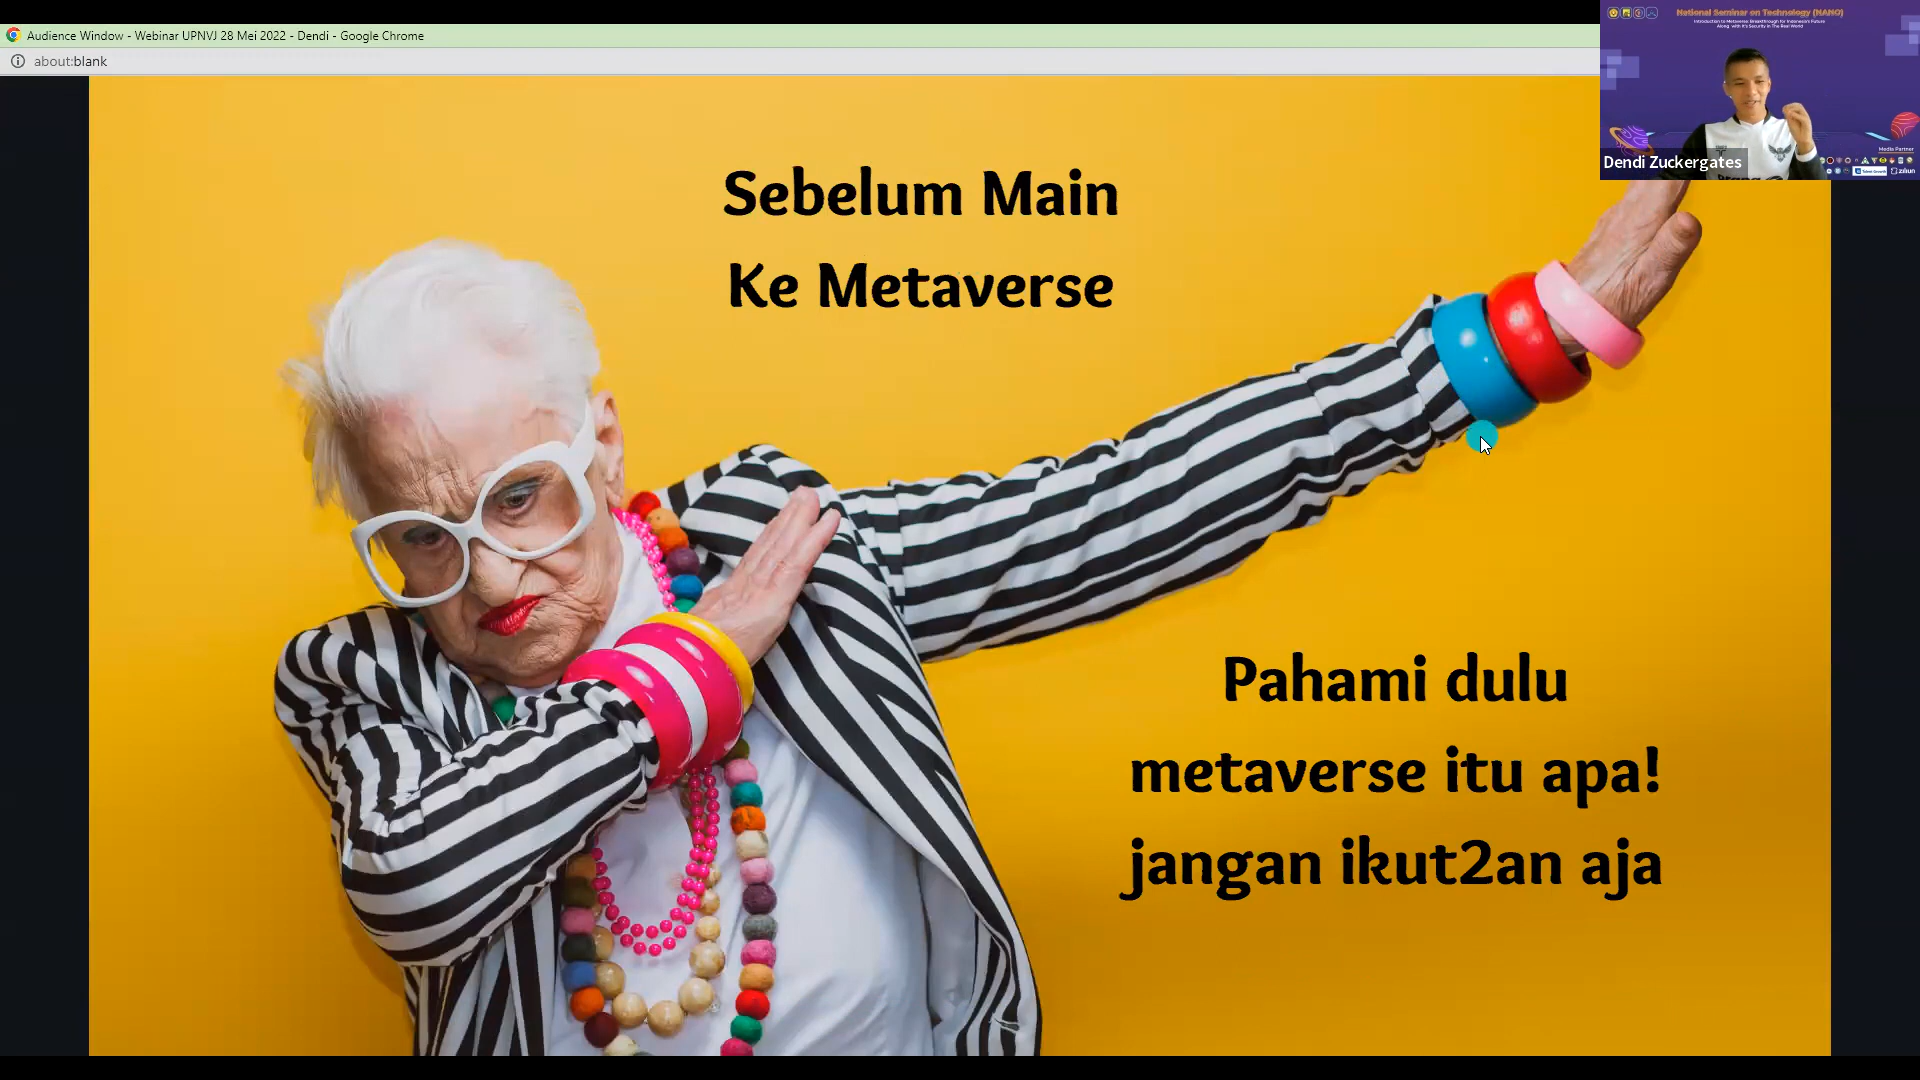 Audience Window - Webinar UPNVJ 28 Mei 2022 - Dendi - Google Chrome
about:blank
National Seminar on Technology (NANO)
Introduction to Metaverse: Breakthrough for Indonesia's Future
Along with It's Security in The Real World
Media Partner
Dendi Zuckergates
Sebelum Main
Ke Metaverse
Pahami dulu
metaverse itu apa!
jangan ikut2an aja